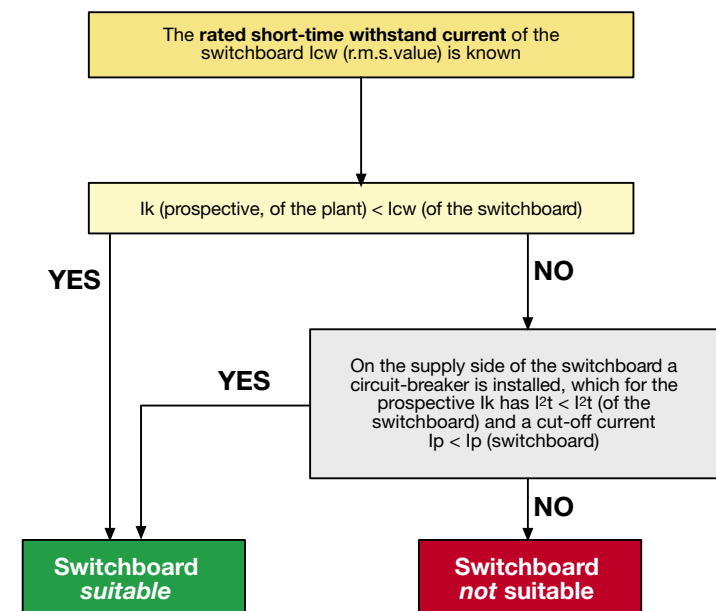 The rated short-time withstand current of the
switchboard Icw (r.m.s.value) is known
Ik (prospective, of the plant) < Icw (of the switchboard)
YES
NO
On the supply side of the switchboard a
circuit-breaker is installed, which for the
prospective Ik has I²t < I²t (of the
switchboard) and a cut-off current
Ip < Ip (switchboard)
YES
NO
Switchboard
suitable
Switchboard
not suitable